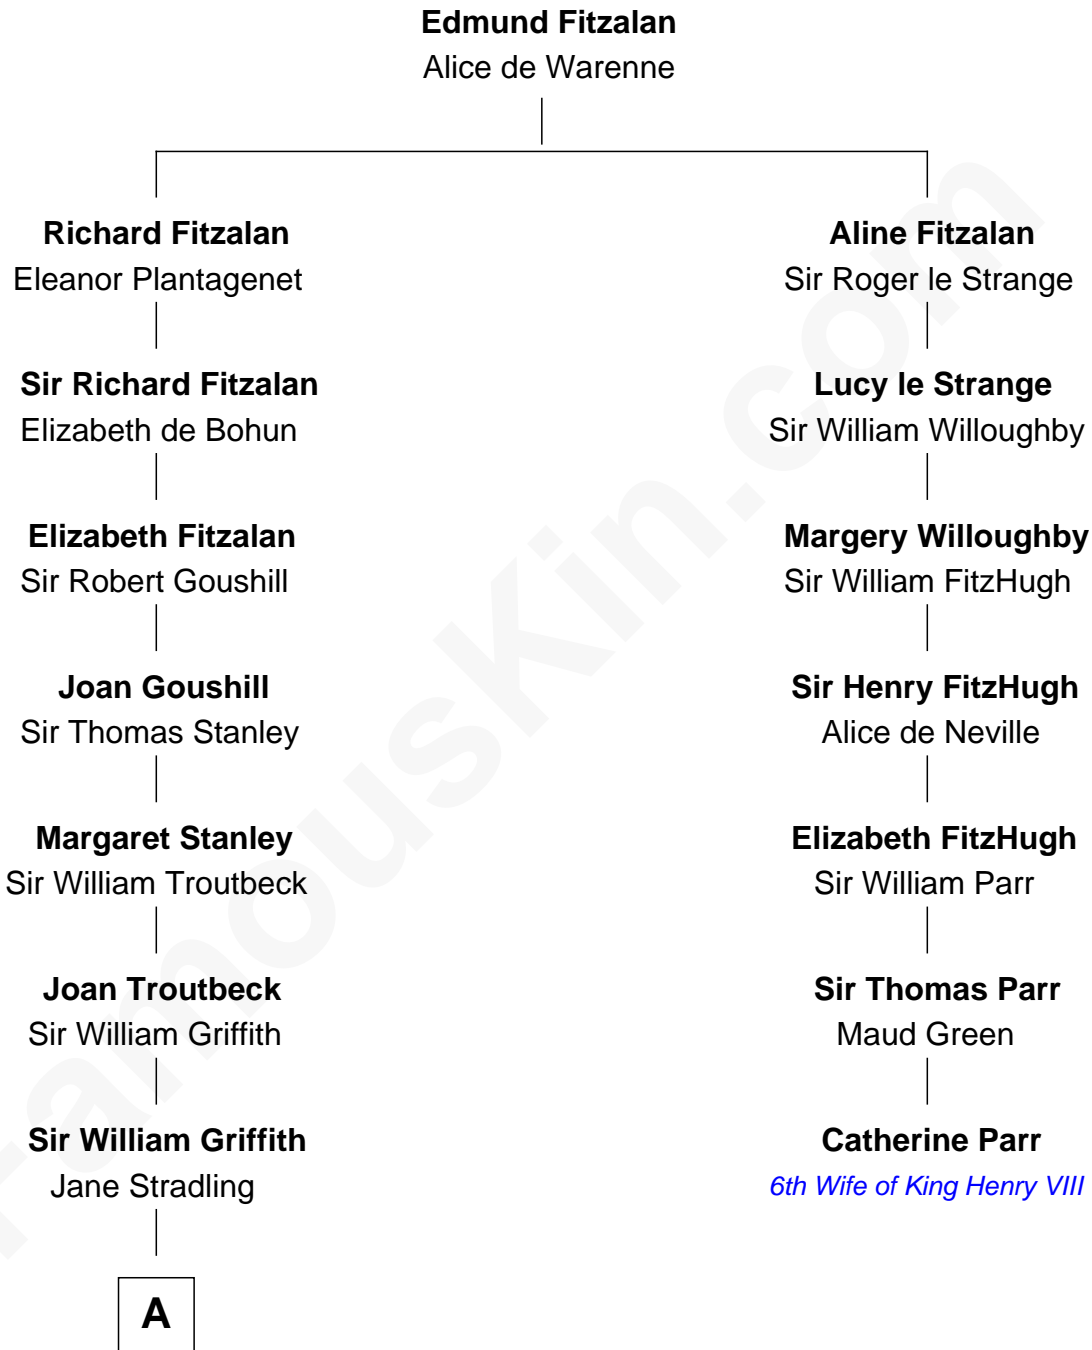 Edmund Fitzalan
Alice de Warenne
Richard Fitzalan
Eleanor Plantagenet
Aline Fitzalan
Sir Roger le Strange
Sir Richard Fitzalan
Elizabeth de Bohun
Lucy le Strange
Sir William Willoughby
Elizabeth Fitzalan
Sir Robert Goushill
Margery Willoughby
Sir William FitzHugh
Joan Goushill
Sir Thomas Stanley
Sir Henry FitzHugh
Alice de Neville
Margaret Stanley
Sir William Troutbeck
Elizabeth FitzHugh
Sir William Parr
Joan Troutbeck
Sir William Griffith
Sir Thomas Parr
Maud Green
Sir William Griffith
Jane Stradling
Catherine Parr
6th Wife of King Henry VIII
A
FamousKin.com